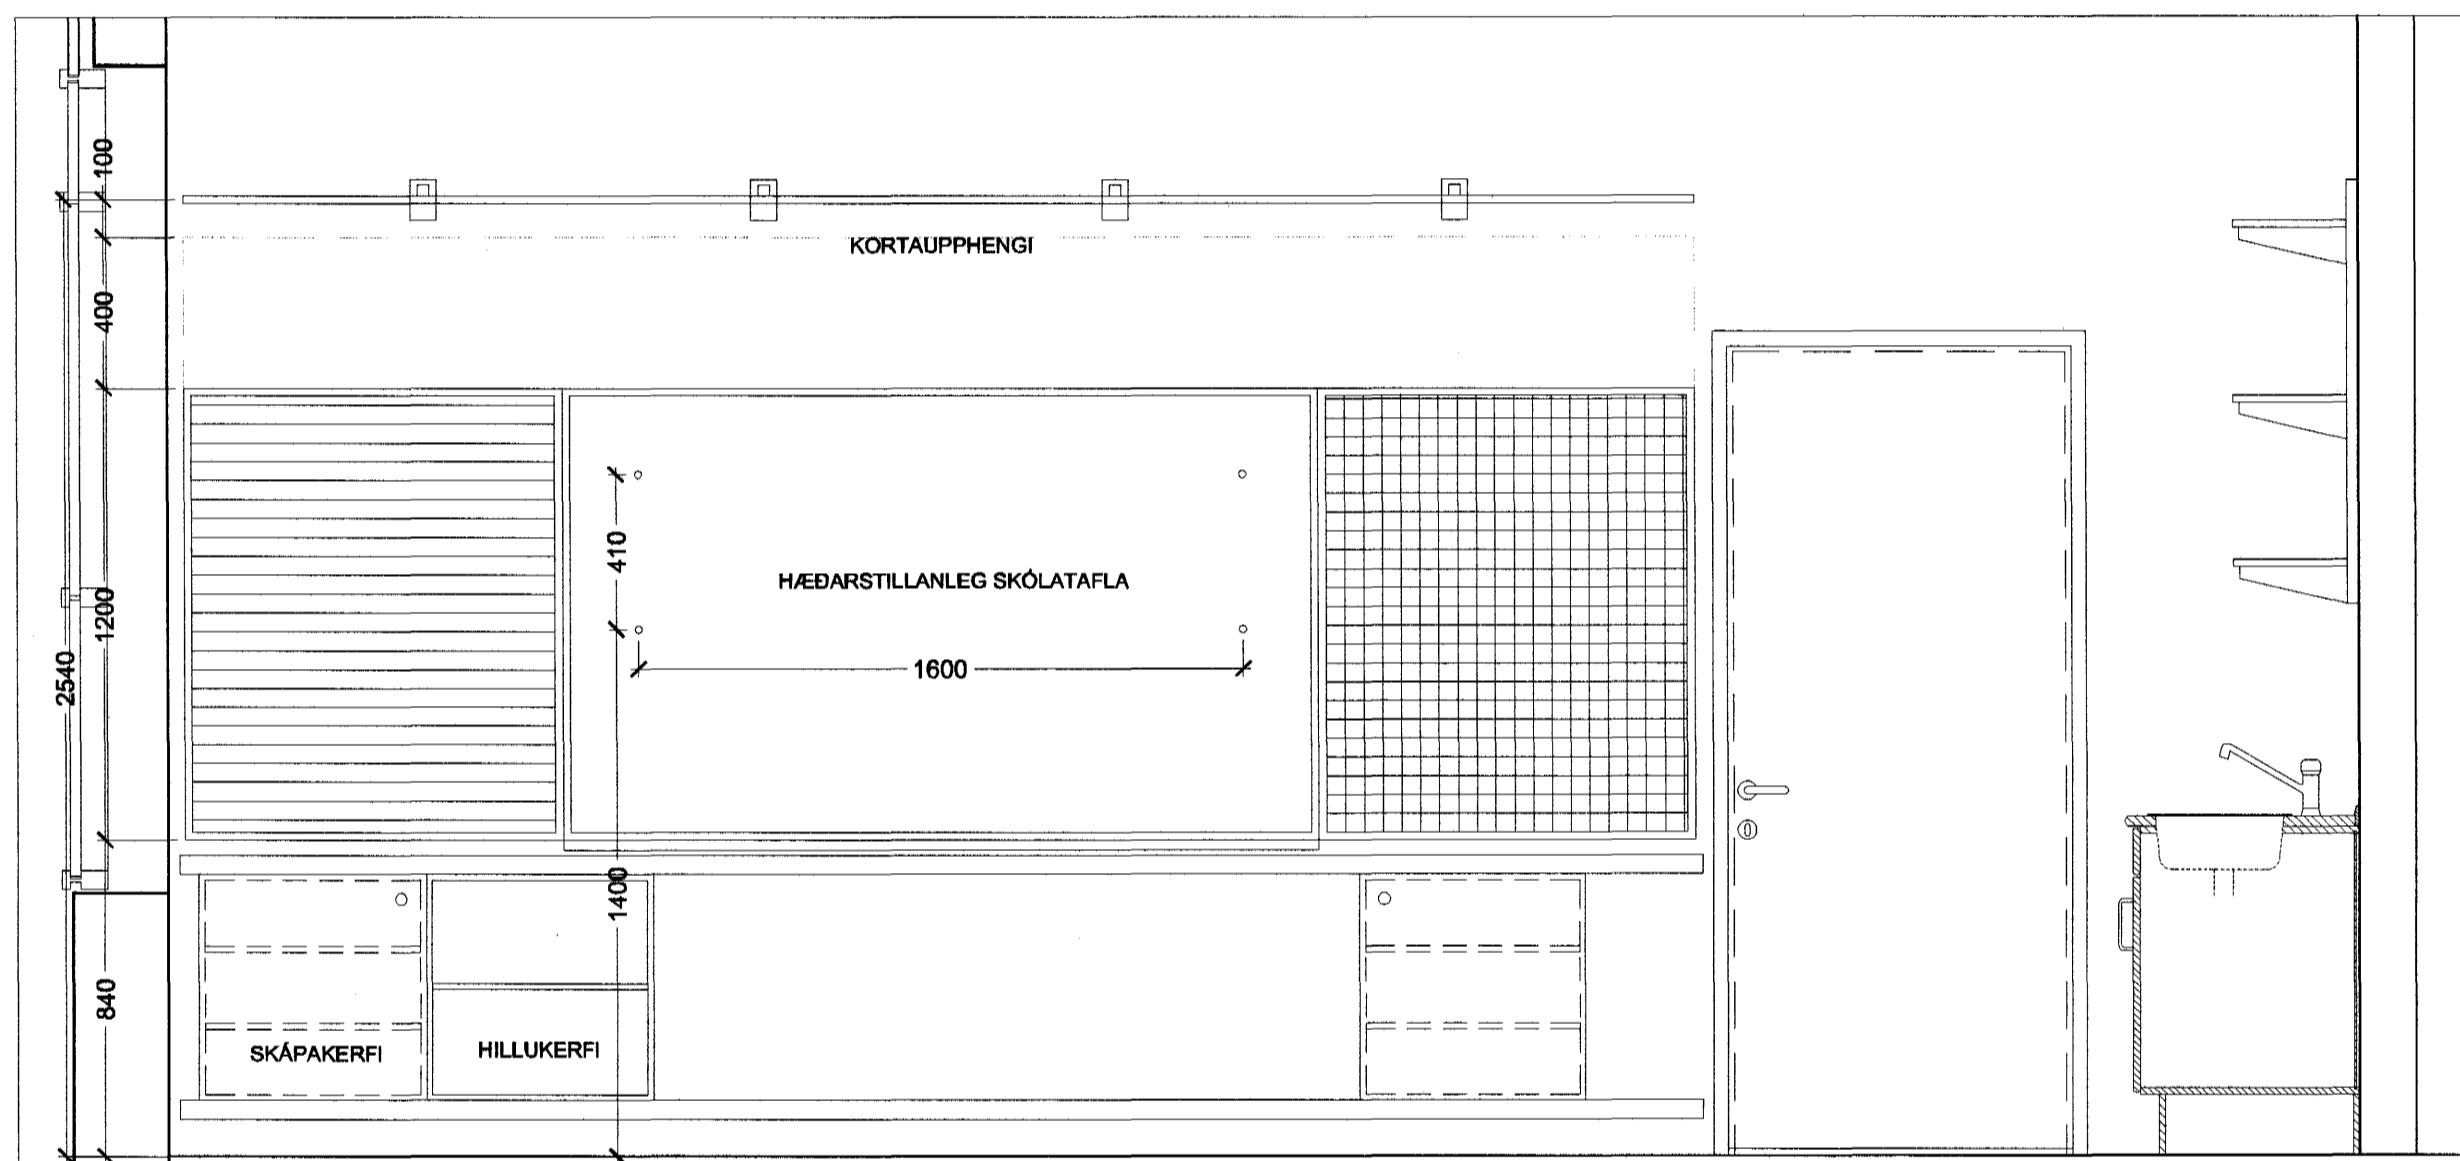 100
KORTAUPPHENGI
400
410
HÆÐARSTILLANLEG SKÓLATAFLA
1200
1600
2540
1400
840
SKÁPAKERFI
HILLUKERFI